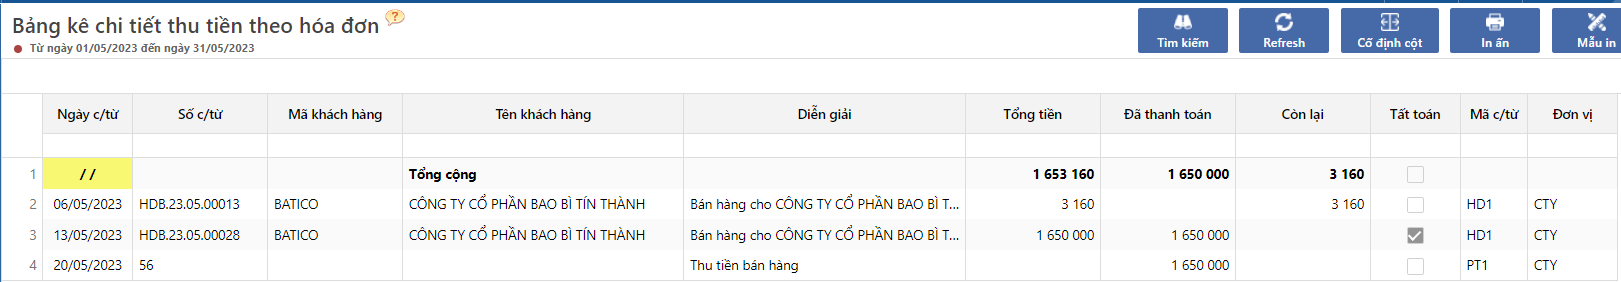 Bảng kê chi tiết thu tiền theo hóa đơn ?
Từ ngày 01/05/2023 đến ngày 31/05/2023
Tìm kiếm Refresh Cố định cột In ấn Mẫu in
Ngày c/từ Số c/từ Mã khách hàng Tên khách hàng Diễn giải Tổng tiền Đã thanh toán Còn lại Tất toán Mã c/từ Đơn vị
1 / / Tổng cộng 1 653 160 1 650 000 3 160
2 06/05/2023 HDB.23.05.00013 BATICO CÔNG TY CỔ PHẦN BAO BÌ TÍN THÀNH Bán hàng cho CÔNG TY CỔ PHẦN BAO BÌ T... 3 160 3 160 HD1 CTY
3 13/05/2023 HDB.23.05.00028 BATICO CÔNG TY CỔ PHẦN BAO BÌ TÍN THÀNH Bán hàng cho CÔNG TY CỔ PHẦN BAO BÌ T... 1 650 000 1 650 000 HD1 CTY
4 20/05/2023 56 Thu tiền bán hàng 1 650 000 PT1 CTY